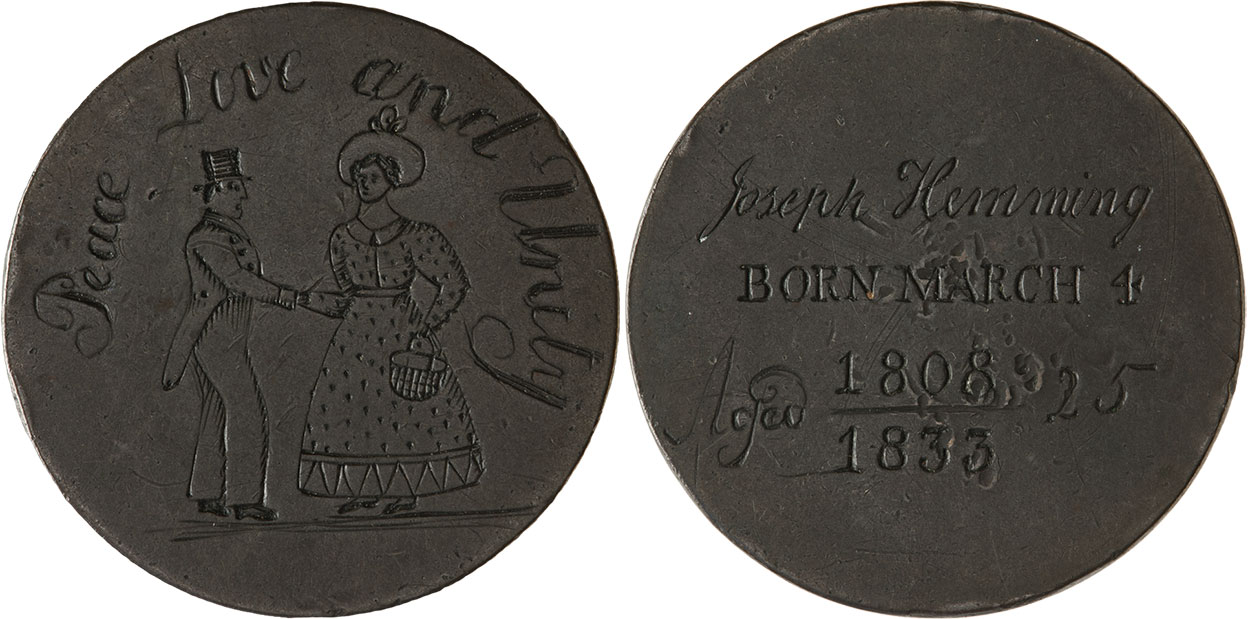 Peace Love and Unity
Joseph Hemming
BORN MARCH 4
1808
Aged 25
1833